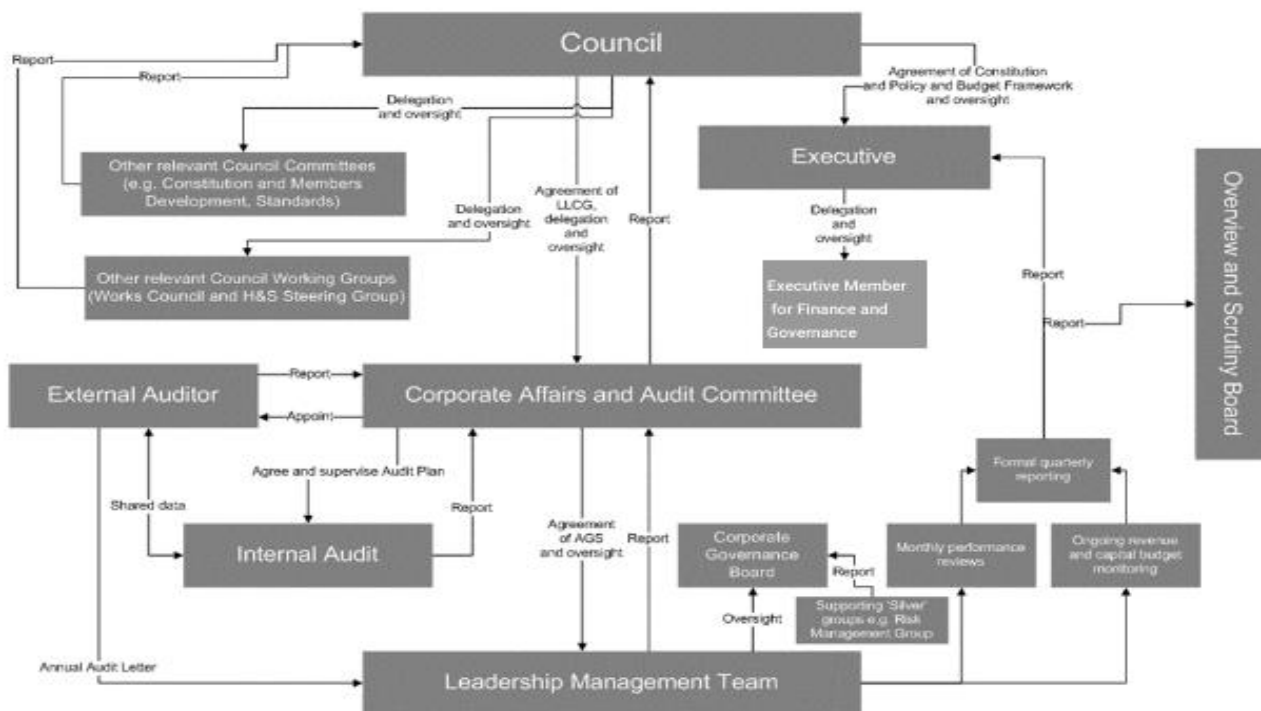 Council
Report
Report
Agreement of Constitution
and Policy and Budget Framework
and oversight
Delegation
and oversight
Executive
Other relevant Council Committees
(e.g. Constitution and Members
Development, Standards)
Delegation
and oversight
Agreement of
LLCG,
delegation
and
oversight
Report
Delegation
and
oversight
Other relevant Council Working Groups
(Works Council and H&S Steering Group)
Executive Member
for Finance and
Governance
Report
Report
Overview and Scrutiny Board
External Auditor
Report
Appoint
Corporate Affairs and Audit Committee
Agree and supervise Audit Plan
Shared data
Report
Internal Audit
Agreement
of AGS
and oversight
Report
Formal quarterly
reporting
Corporate
Governance
Board
Monthly performance
reviews
Ongoing revenue
and capital budget
monitoring
Report
Supporting 'Silver'
groups e.g. Risk
Management Group
Oversight
Annual Audit Letter
Leadership Management Team